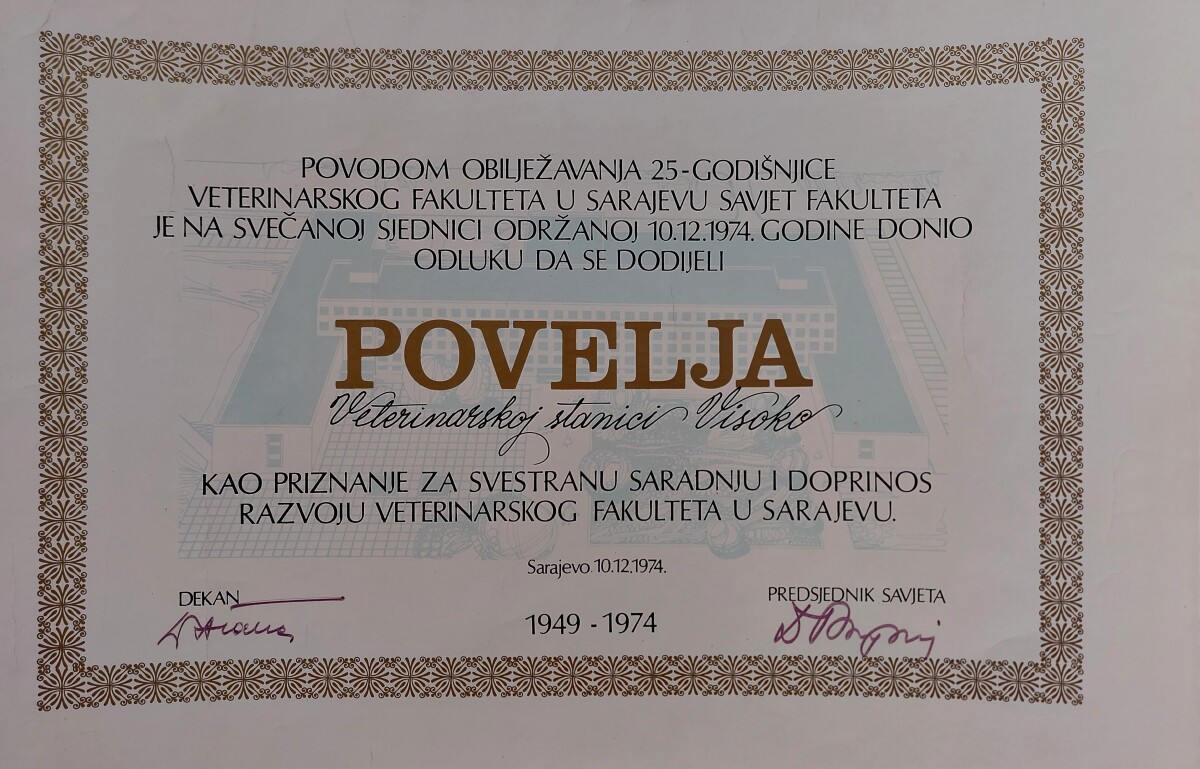 POVODOM OBILJEŽAVANJA 25-GODIŠNJICE
VETERINARSKOG FAKULTETA U SARAJEVU SAVJET FAKULTETA
JE NA SVEČANOJ SJEDNICI ODRŽANOJ 10.12.1974. GODINE DONIO
ODLUKU DA SE DODIJELI
POVELJA
Veterinarskoj stanici Visoko
KAO PRIZNANJE ZA SVESTRANU SARADNJU I DOPRINOS
RAZVOJU VETERINARSKOG FAKULTETA U SARAJEVU.
Sarajevo 10.12.1974.
DEKAN
1949 - 1974
PREDSJEDNIK SAVJETA